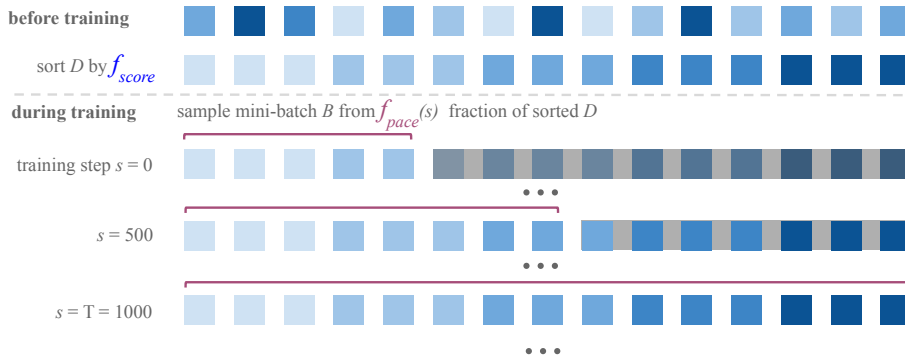 before training
sort D by f_score
during training
sample mini-batch B from f_pace(s) fraction of sorted D
training step s = 0
•••
s = 500
•••
s = T = 1000
•••